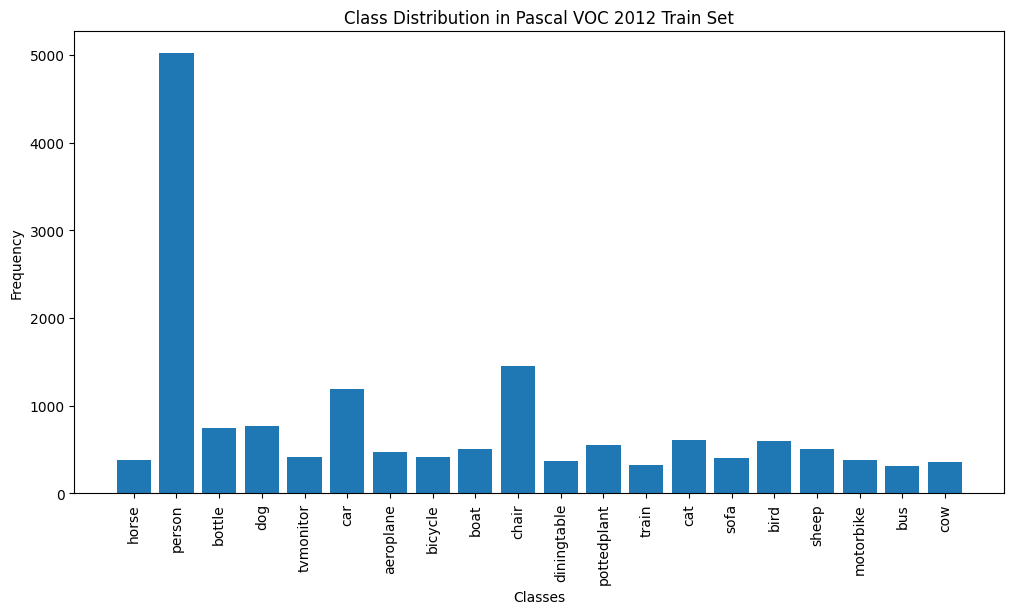 Class Distribution in Pascal VOC 2012 Train Set
Frequency
5000
4000
3000
2000
1000
0
horse
person
bottle
dog
tvmonitor
car
aeroplane
bicycle
boat
chair
diningtable
pottedplant
train
cat
sofa
bird
sheep
motorbike
bus
cow
Classes